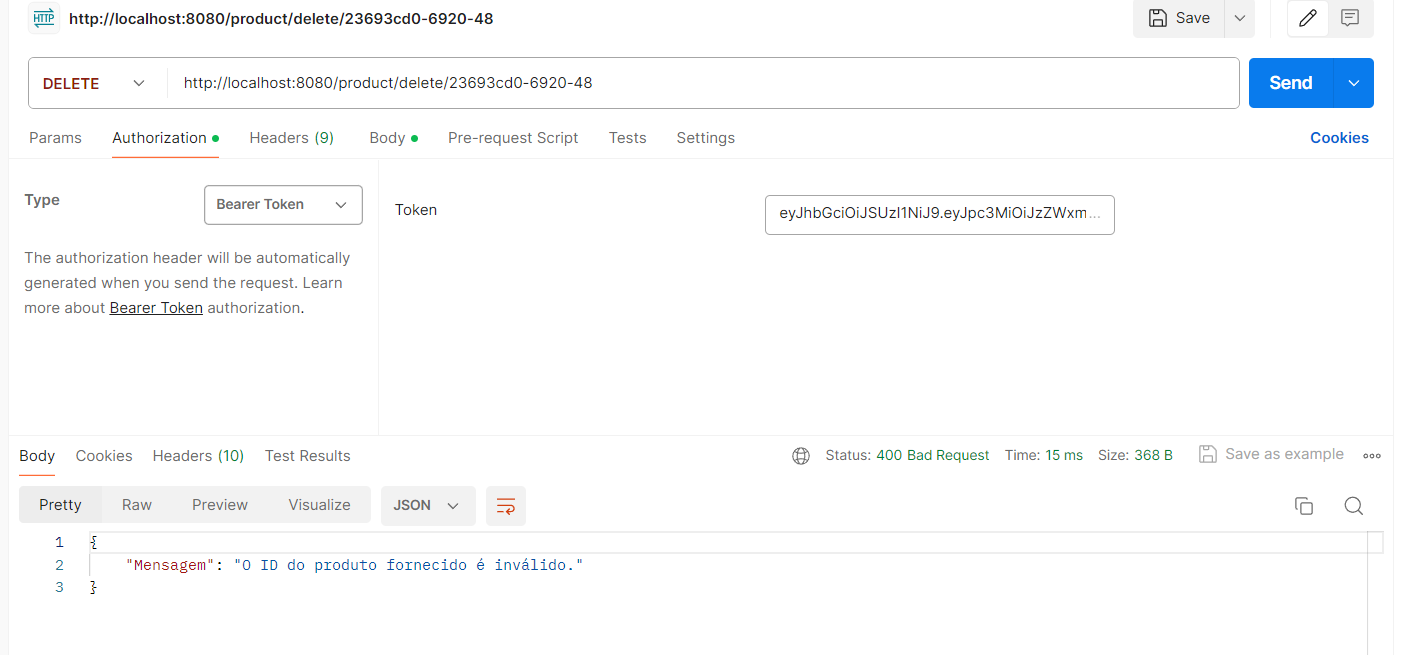 HTTP http://localhost:8080/product/delete/23693cd0-6920-48 Save
DELETE http://localhost:8080/product/delete/23693cd0-6920-48 Send
Params Authorization Headers (9) Body Pre-request Script Tests Settings Cookies
Type Bearer Token Token eyJhbGciOiJSUzI1NiJ9.eyJpc3MiOiJzZWxm...
The authorization header will be automatically
generated when you send the request. Learn
more about Bearer Token authorization.
Body Cookies Headers (10) Test Results Status: 400 Bad Request Time: 15 ms Size: 368 B Save as example
Pretty Raw Preview Visualize JSON
1 {
2 "Mensagem": "O ID do produto fornecido é inválido."
3 }